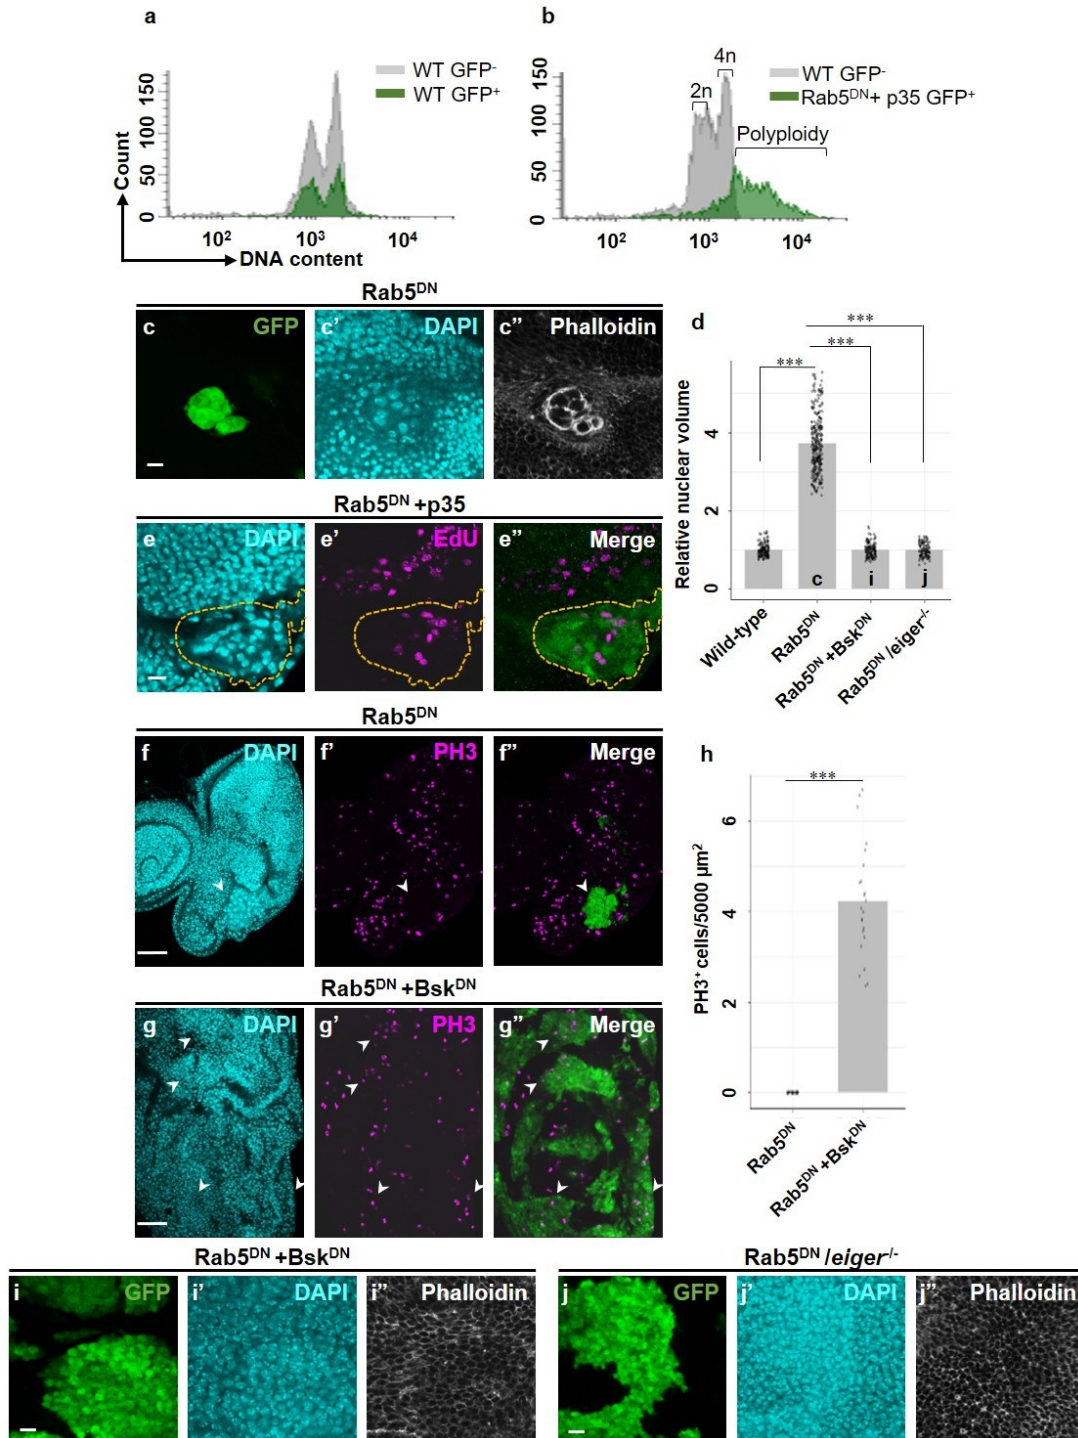 a
WT GFP-
WT GFP+
Count
150
100
50
0
10²
10³
10⁴
DNA content
b
4n
2n
WT GFP-
Rab5DN+ p35 GFP+
Polyploidy
150
100
50
0
10²
10³
10⁴
Rab5DN
c GFP
c' DAPI
c" Phalloidin
d
***
***
***
Relative nuclear volume
4
2
0
c i j
Wild-type
Rab5DN
Rab5DN +BskDN
Rab5DN /eiger-/-
Rab5DN +p35
e DAPI
e' EdU
e" Merge
Rab5DN
f DAPI
f' PH3
f" Merge
h
***
PH3+ cells/5000 µm²
6
4
2
0
Rab5DN
Rab5DN +BskDN
Rab5DN +BskDN
g DAPI
g' PH3
g" Merge
Rab5DN +BskDN
i GFP
i' DAPI
i" Phalloidin
Rab5DN /eiger-/-
j GFP
j' DAPI
j" Phalloidin